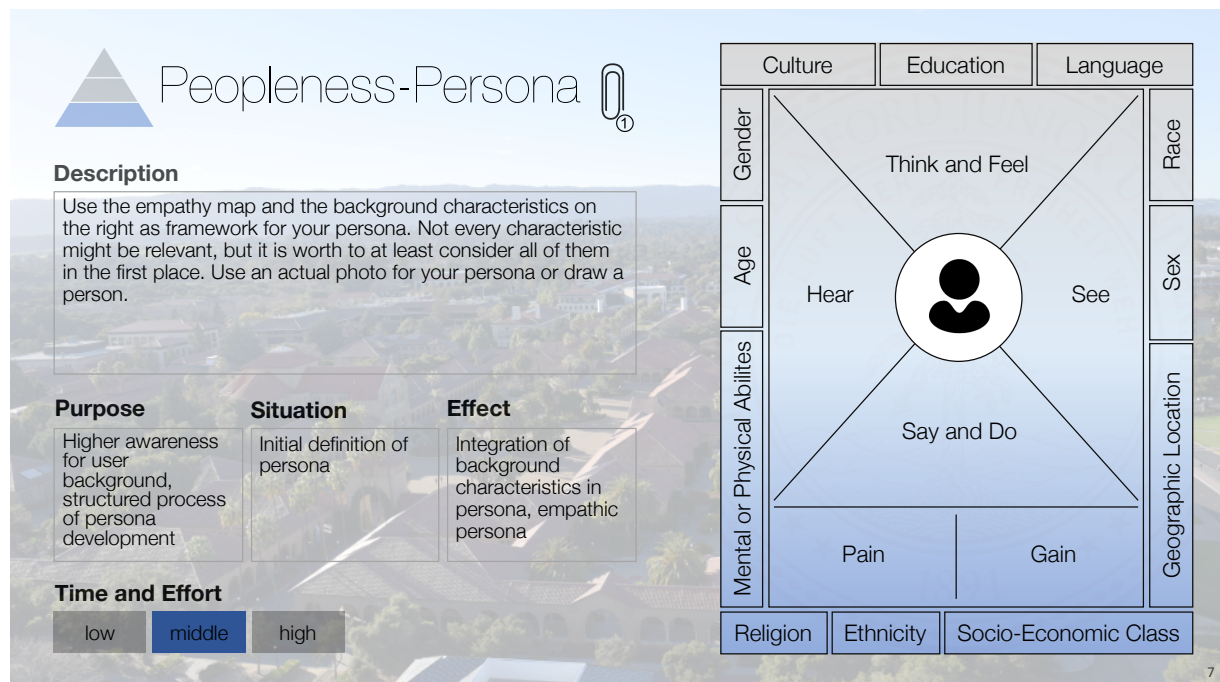 Peopleness-Persona
1
Description
Use the empathy map and the background characteristics on
the right as framework for your persona. Not every characteristic
might be relevant, but it is worth to at least consider all of them
in the first place. Use an actual photo for your persona or draw a
person.
Purpose
Higher awareness
for user
background,
structured process
of persona
development
Situation
Initial definition of
persona
Effect
Integration of
background
characteristics in
persona, empathic
persona
Time and Effort
low
middle
high
Culture
Education
Language
Gender
Age
Mental or Physical Abilites
Think and Feel
Hear
See
Say and Do
Pain
Gain
Race
Sex
Geographic Location
Religion
Ethnicity
Socio-Economic Class
7